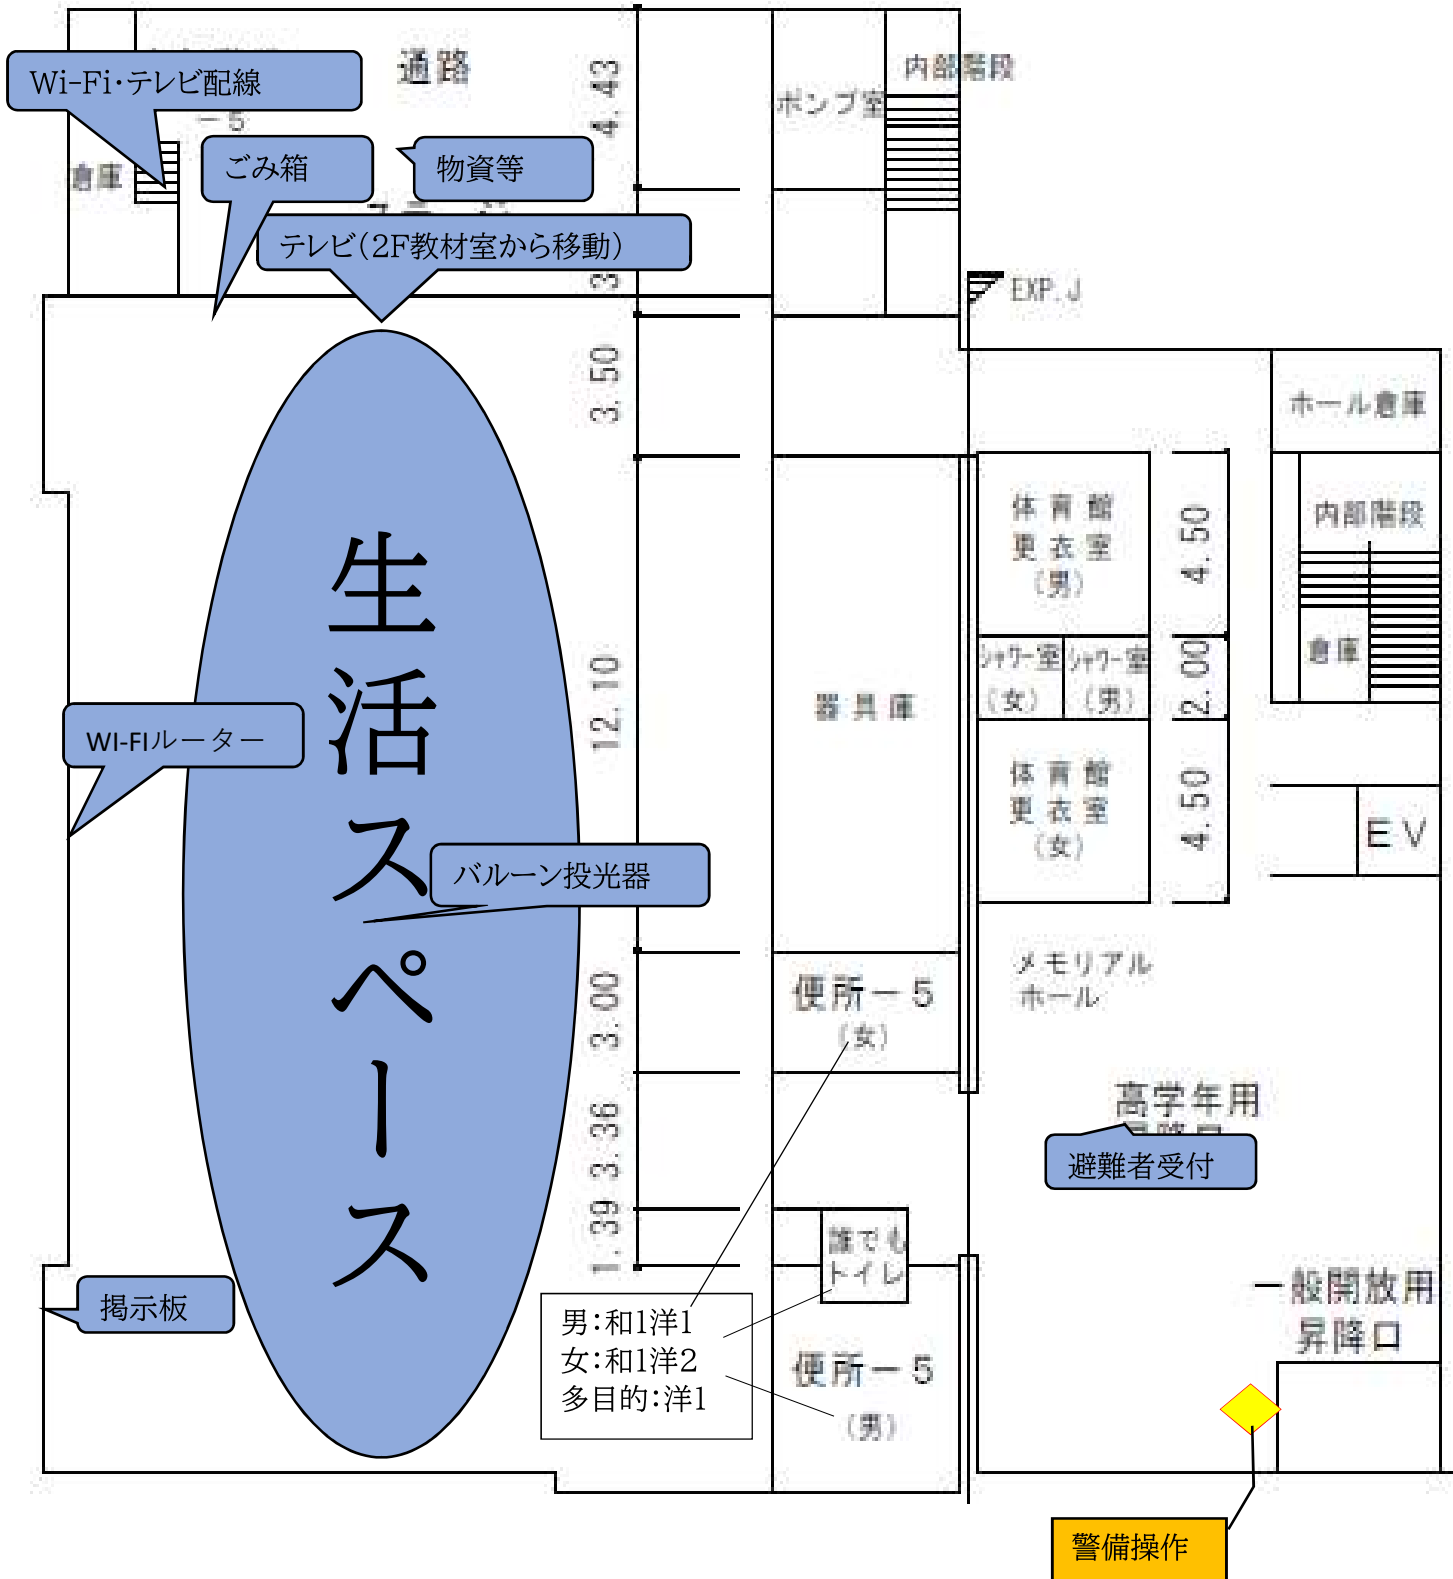 Wi-Fi・テレビ配線
通路
4.43
内部階段
ポンプ室
－5
倉庫
ごみ箱
物資等
テレビ（2F教材室から移動）
3
EXP.J
3.50
ホール倉庫
体育館
更衣室
（男）
4.50
内部階段
倉庫
シャワー室
（女）
シャワー室
（男）
2.00
生活スペース
12.10
器具庫
WI-FIルーター
体育館
更衣室
（女）
4.50
EV
バルーン投光器
メモリアル
ホール
便所－5
（女）
3.00
高学年用
避難者受付
3.36
1.39
誰でも
トイレ
掲示板
男：和1洋1
女：和1洋2
多目的：洋1
便所－5
（男）
一般開放用
昇降口
警備操作